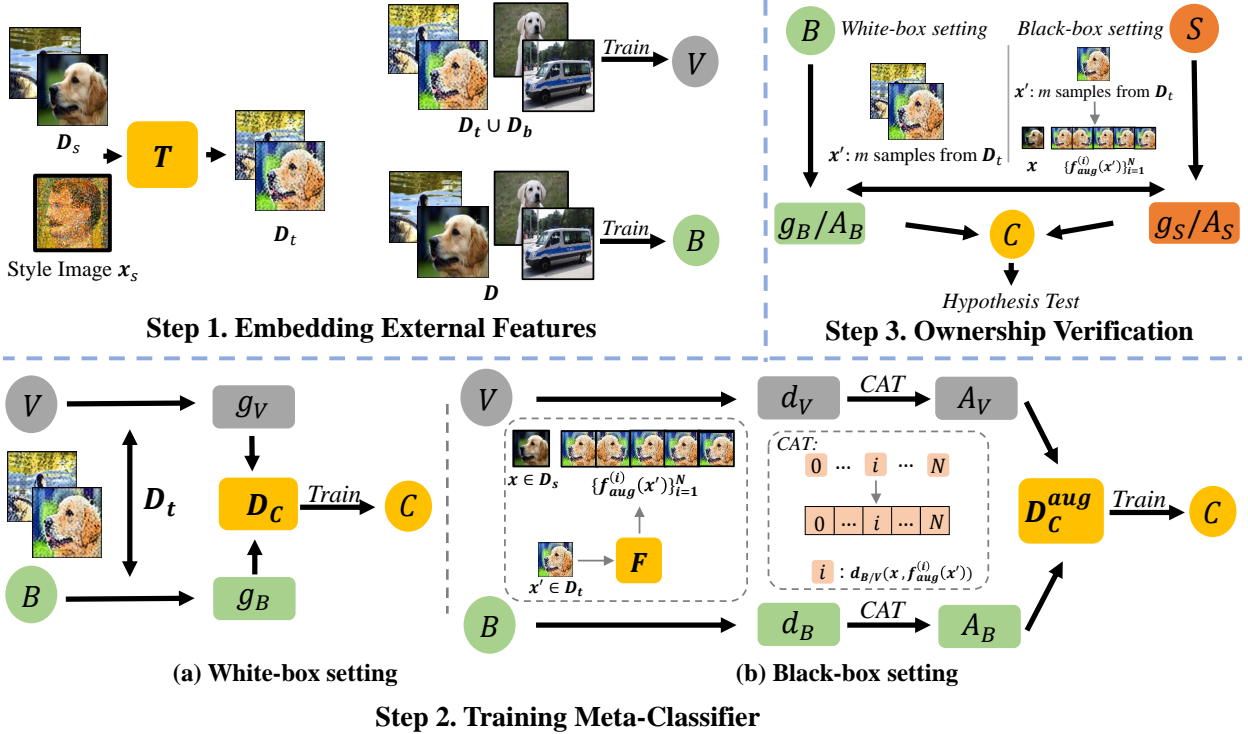 D_s
T
D_t
Style Image x_s
D_t ∪ D_b
Train
V
D
Train
B
Step 1. Embedding External Features
B
White-box setting
Black-box setting
S
x′: m samples from D_t
x′: m samples from D_t
x
{f_aug^(i)(x′)}_{i=1}^N
g_B/A_B
C
g_S/A_S
Hypothesis Test
Step 3. Ownership Verification
V
g_V
D_t
D_C
Train
C
B
g_B
(a) White-box setting
V
d_V
CAT
A_V
x ∈ D_s
{f_aug^(i)(x′)}_{i=1}^N
x′ ∈ D_t
F
CAT:
0 ... i ... N
0 ... i ... N
i : d_{B/V}(x, f_aug^(i)(x′))
D_C^aug
Train
C
B
d_B
CAT
A_B
(b) Black-box setting
Step 2. Training Meta-Classifier